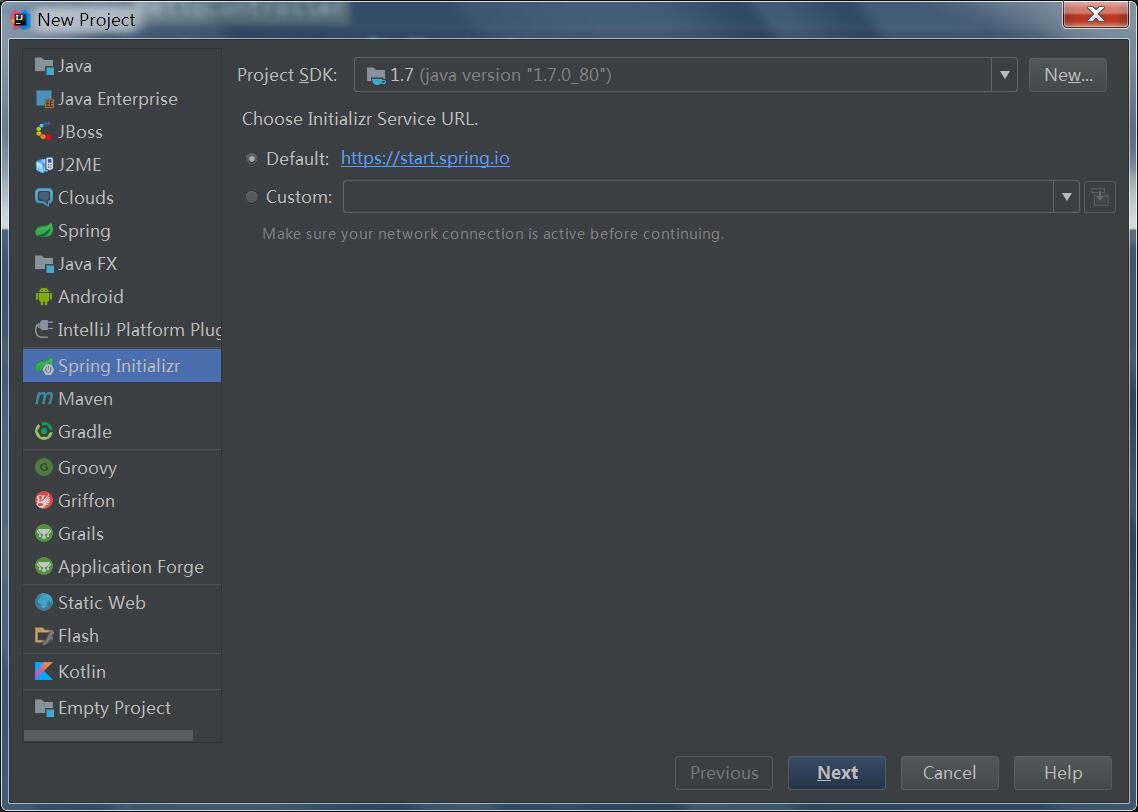 New Project
Java
Java Enterprise
JBoss
J2ME
Clouds
Spring
Java FX
Android
IntelliJ Platform Plug
Spring Initializr
Maven
Gradle
Groovy
Griffon
Grails
Application Forge
Static Web
Flash
Kotlin
Empty Project
Project SDK: 1.7 (java version "1.7.0_80") New...
Choose Initializr Service URL.
Default: https://start.spring.io
Custom:
Make sure your network connection is active before continuing.
Previous Next Cancel Help